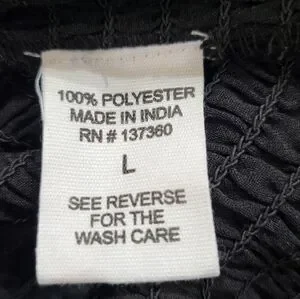 100% POLYESTER
MADE IN INDIA
RN # 137360
L
SEE REVERSE
FOR THE
WASH CARE